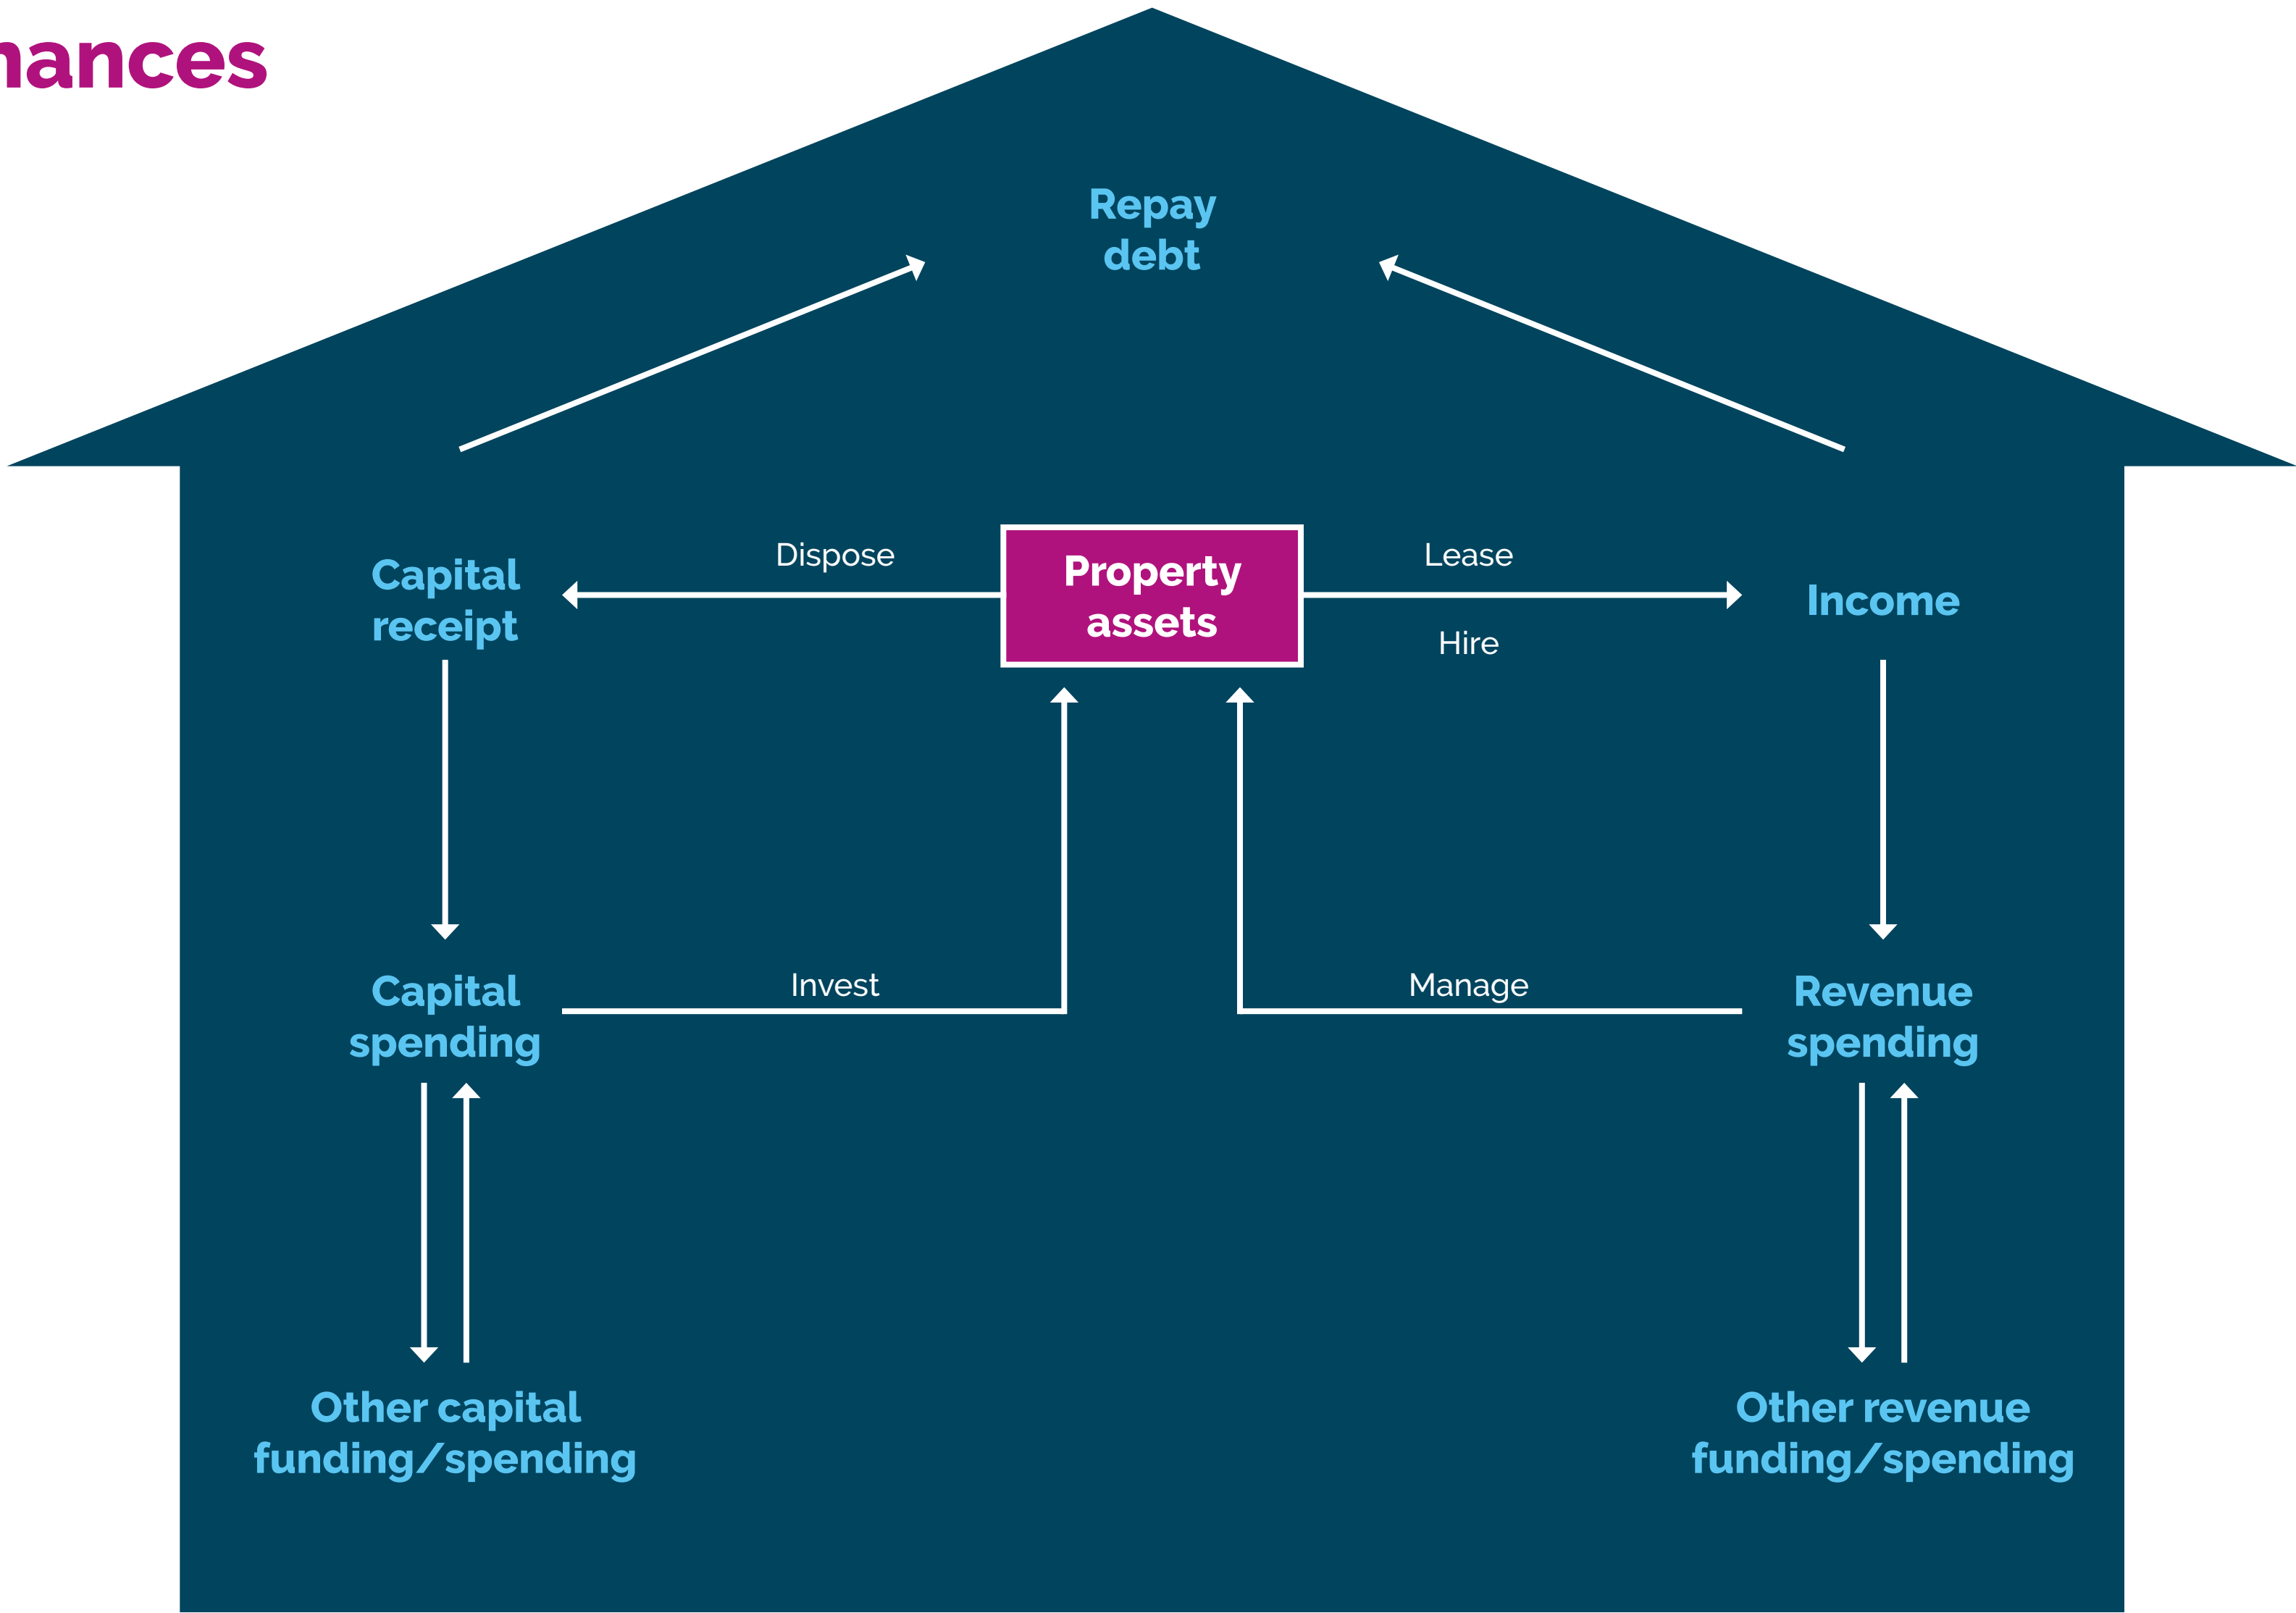 nances
Repay
debt
Capital
receipt
Dispose
Property
assets
Lease
Hire
Income
Capital
spending
Invest
Manage
Revenue
spending
Other capital
funding/spending
Other revenue
funding/spending